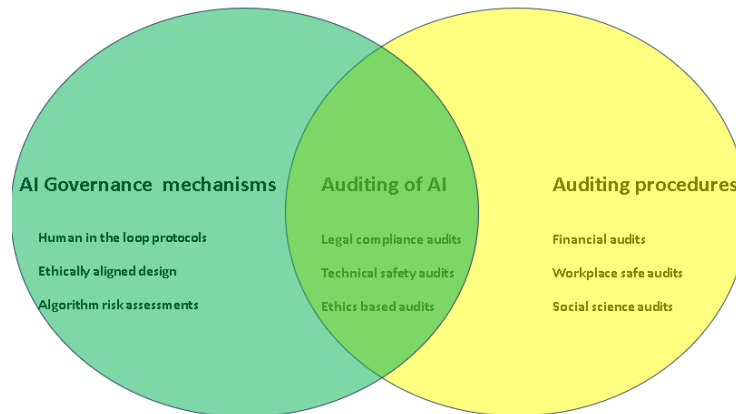 AI Governance mechanisms
Human in the loop protocols
Ethically aligned design
Algorithm risk assessments
Auditing of AI
Legal compliance audits
Technical safety audits
Ethics based audits
Auditing procedures
Financial audits
Workplace safe audits
Social science audits